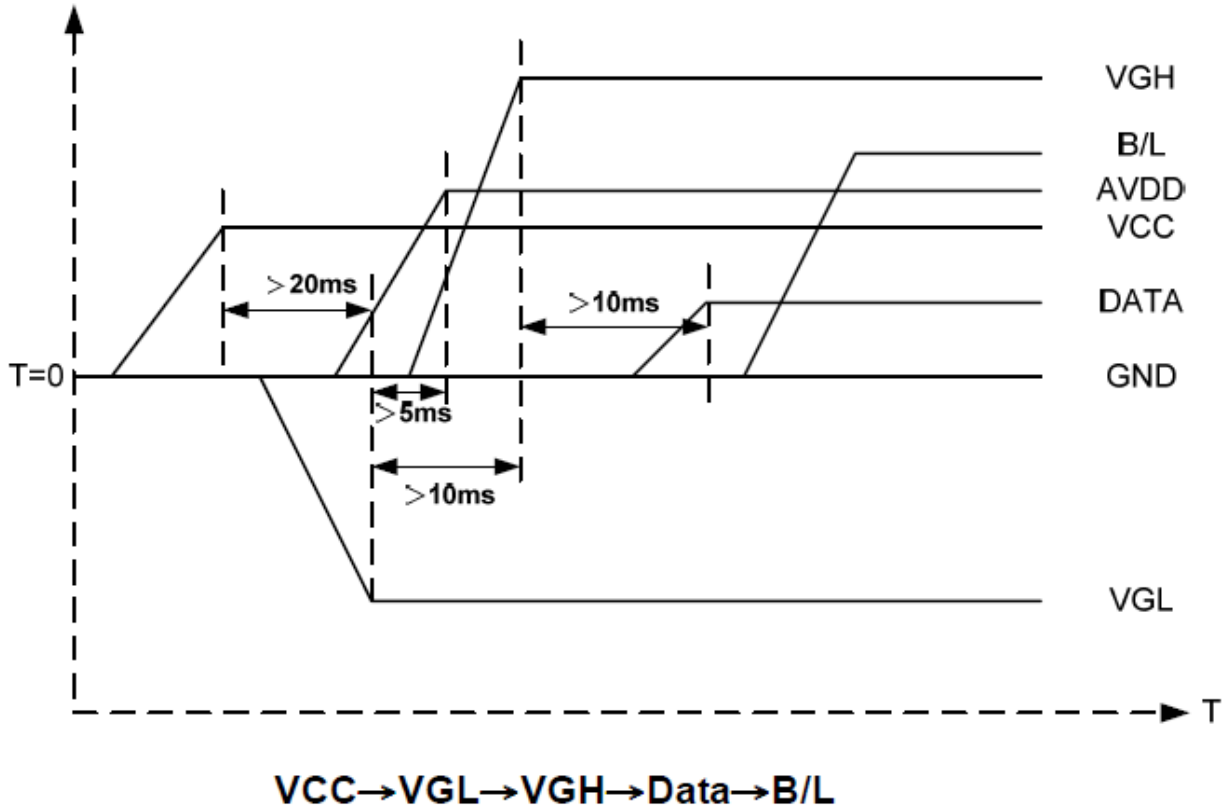 VGH
B/L
AVDD
VCC
>20ms
>10ms
DATA
T=0
GND
>5ms
>10ms
VGL
T
VCC→VGL→VGH→Data→B/L